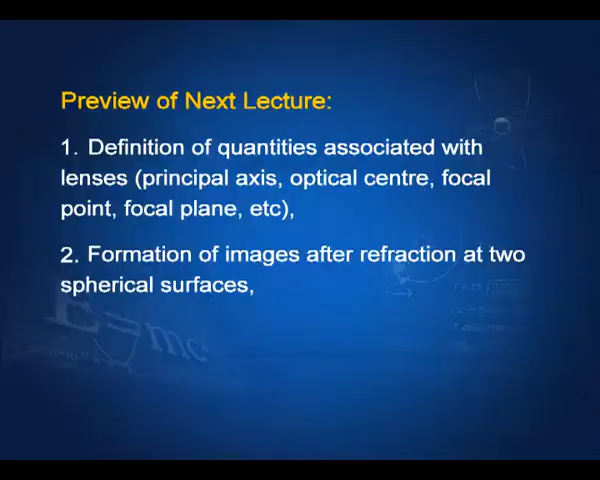 Preview of Next Lecture:
1. Definition of quantities associated with
lenses (principal axis, optical centre, focal
point, focal plane, etc),
2. Formation of images after refraction at two
spherical surfaces,
E=mc